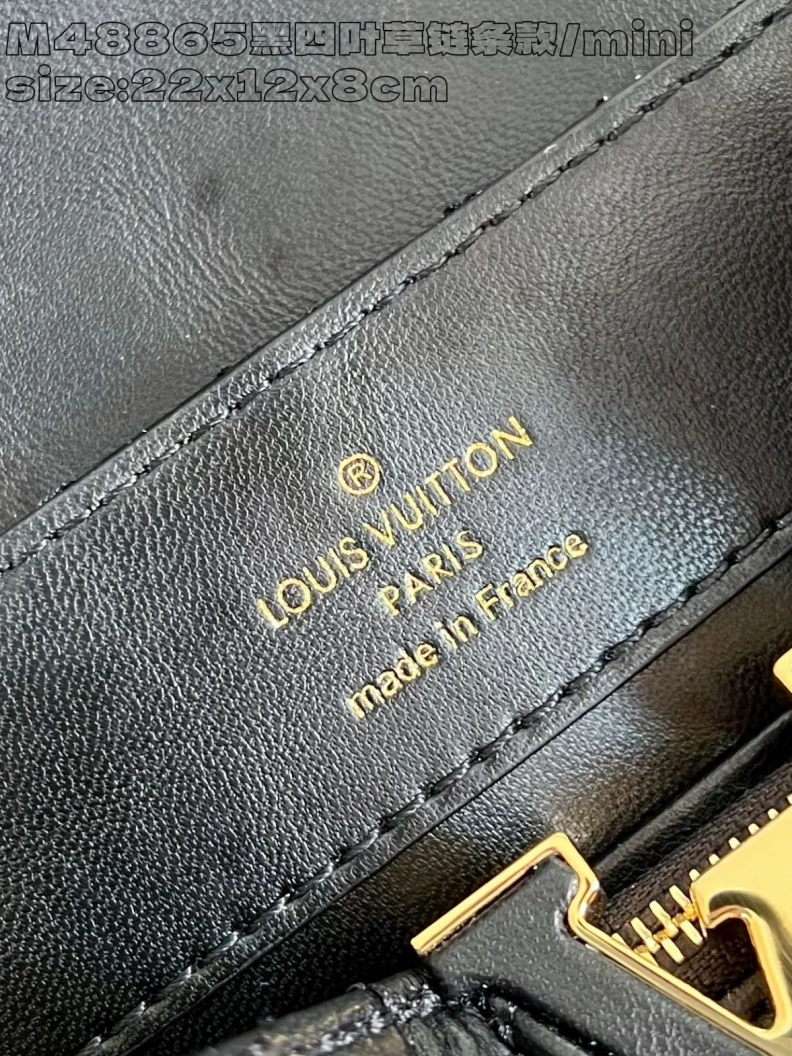 M48865黑四叶草链条款/mini
size:22x12x8cm
®
LOUIS VUITTON
PARIS
made in France